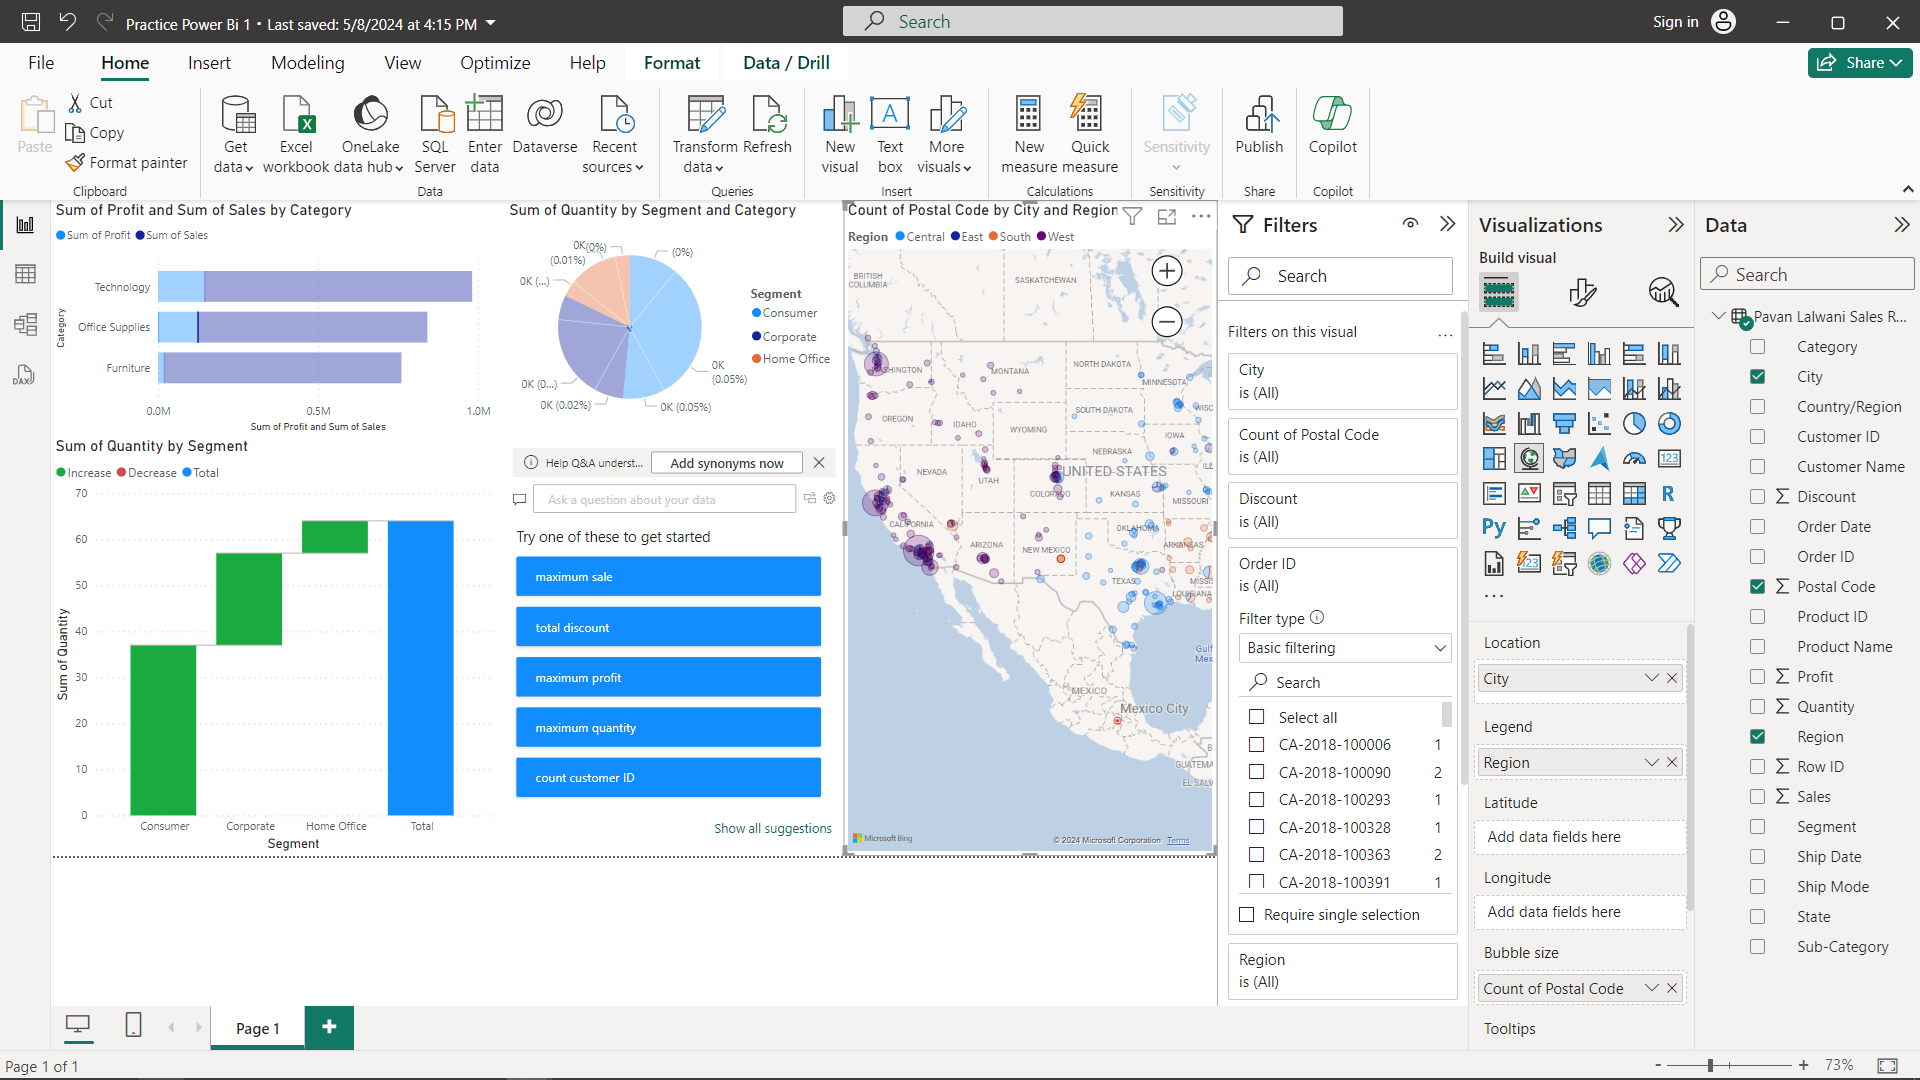 Practice Power Bi 1 • Last saved: 5/8/2024 at 4:15 PM
Search
Sign in
File Home Insert Modeling View Optimize Help Format Data / Drill
Share
Paste
Cut
Copy
Format painter
Clipboard
Get data
Excel workbook
OneLake data hub
SQL Server
Enter data
Dataverse
Recent sources
Data
Transform data
Refresh
Queries
New visual
Text box
More visuals
Insert
New measure
Quick measure
Calculations
Sensitivity
Sensitivity
Publish
Share
Copilot
Copilot
Sum of Profit and Sum of Sales by Category
Sum of Profit Sum of Sales
Category
Technology
Office Supplies
Furniture
0.0M 0.5M 1.0M
Sum of Profit and Sum of Sales
Sum of Quantity by Segment and Category
0K (0%)
(0.01%)
(0%)
0K (...)
0K (0...)
0K (0.02%)
0K (0.05%)
0K
(0.05%)
Segment
Consumer
Corporate
Home Office
Sum of Quantity by Segment
Increase Decrease Total
Sum of Quantity
70
60
50
40
30
20
10
0
Consumer Corporate Home Office Total
Segment
Help Q&A underst...
Add synonyms now
Ask a question about your data
Try one of these to get started
maximum sale
total discount
maximum profit
maximum quantity
count customer ID
Show all suggestions
Count of Postal Code by City and Region
Region Central East South West
BRITISH
COLUMBIA
SASKATCHEWAN
MONTANA
NORTH DAKOTA
MINNESOTA
OREGON
IDAHO
SOUTH DAKOTA
WISC
WYOMING
IOWA
NEBRASKA
NEVADA
UTAH
UNITED STATES
COLORADO
KANSAS
MISSOURI
CALIFORNIA
OKLAHOMA
ARIZONA
NEW MEXICO
ARKANSAS
TEXAS
MISSIS
LOUISIANA
Gulf
Mex
MEXICO
Mexico City
GUATEMA
EL SALV
Microsoft Bing
© 2024 Microsoft Corporation Terms
Filters
Search
Filters on this visual
...
City
is (All)
Count of Postal Code
is (All)
Discount
is (All)
Order ID
is (All)
Filter type
Basic filtering
Search
Select all
CA-2018-100006 1
CA-2018-100090 2
CA-2018-100293 1
CA-2018-100328 1
CA-2018-100363 2
CA-2018-100391 1
Require single selection
Region
is (All)
Visualizations
Build visual
123
R
Py
123
...
Location
City
Legend
Region
Latitude
Add data fields here
Longitude
Add data fields here
Bubble size
Count of Postal Code
Tooltips
Data
Search
Pavan Lalwani Sales R...
Category
City
Country/Region
Customer ID
Customer Name
Discount
Order Date
Order ID
Postal Code
Product ID
Product Name
Profit
Quantity
Region
Row ID
Sales
Segment
Ship Date
Ship Mode
State
Sub-Category
Page 1
Page 1 of 1
73%